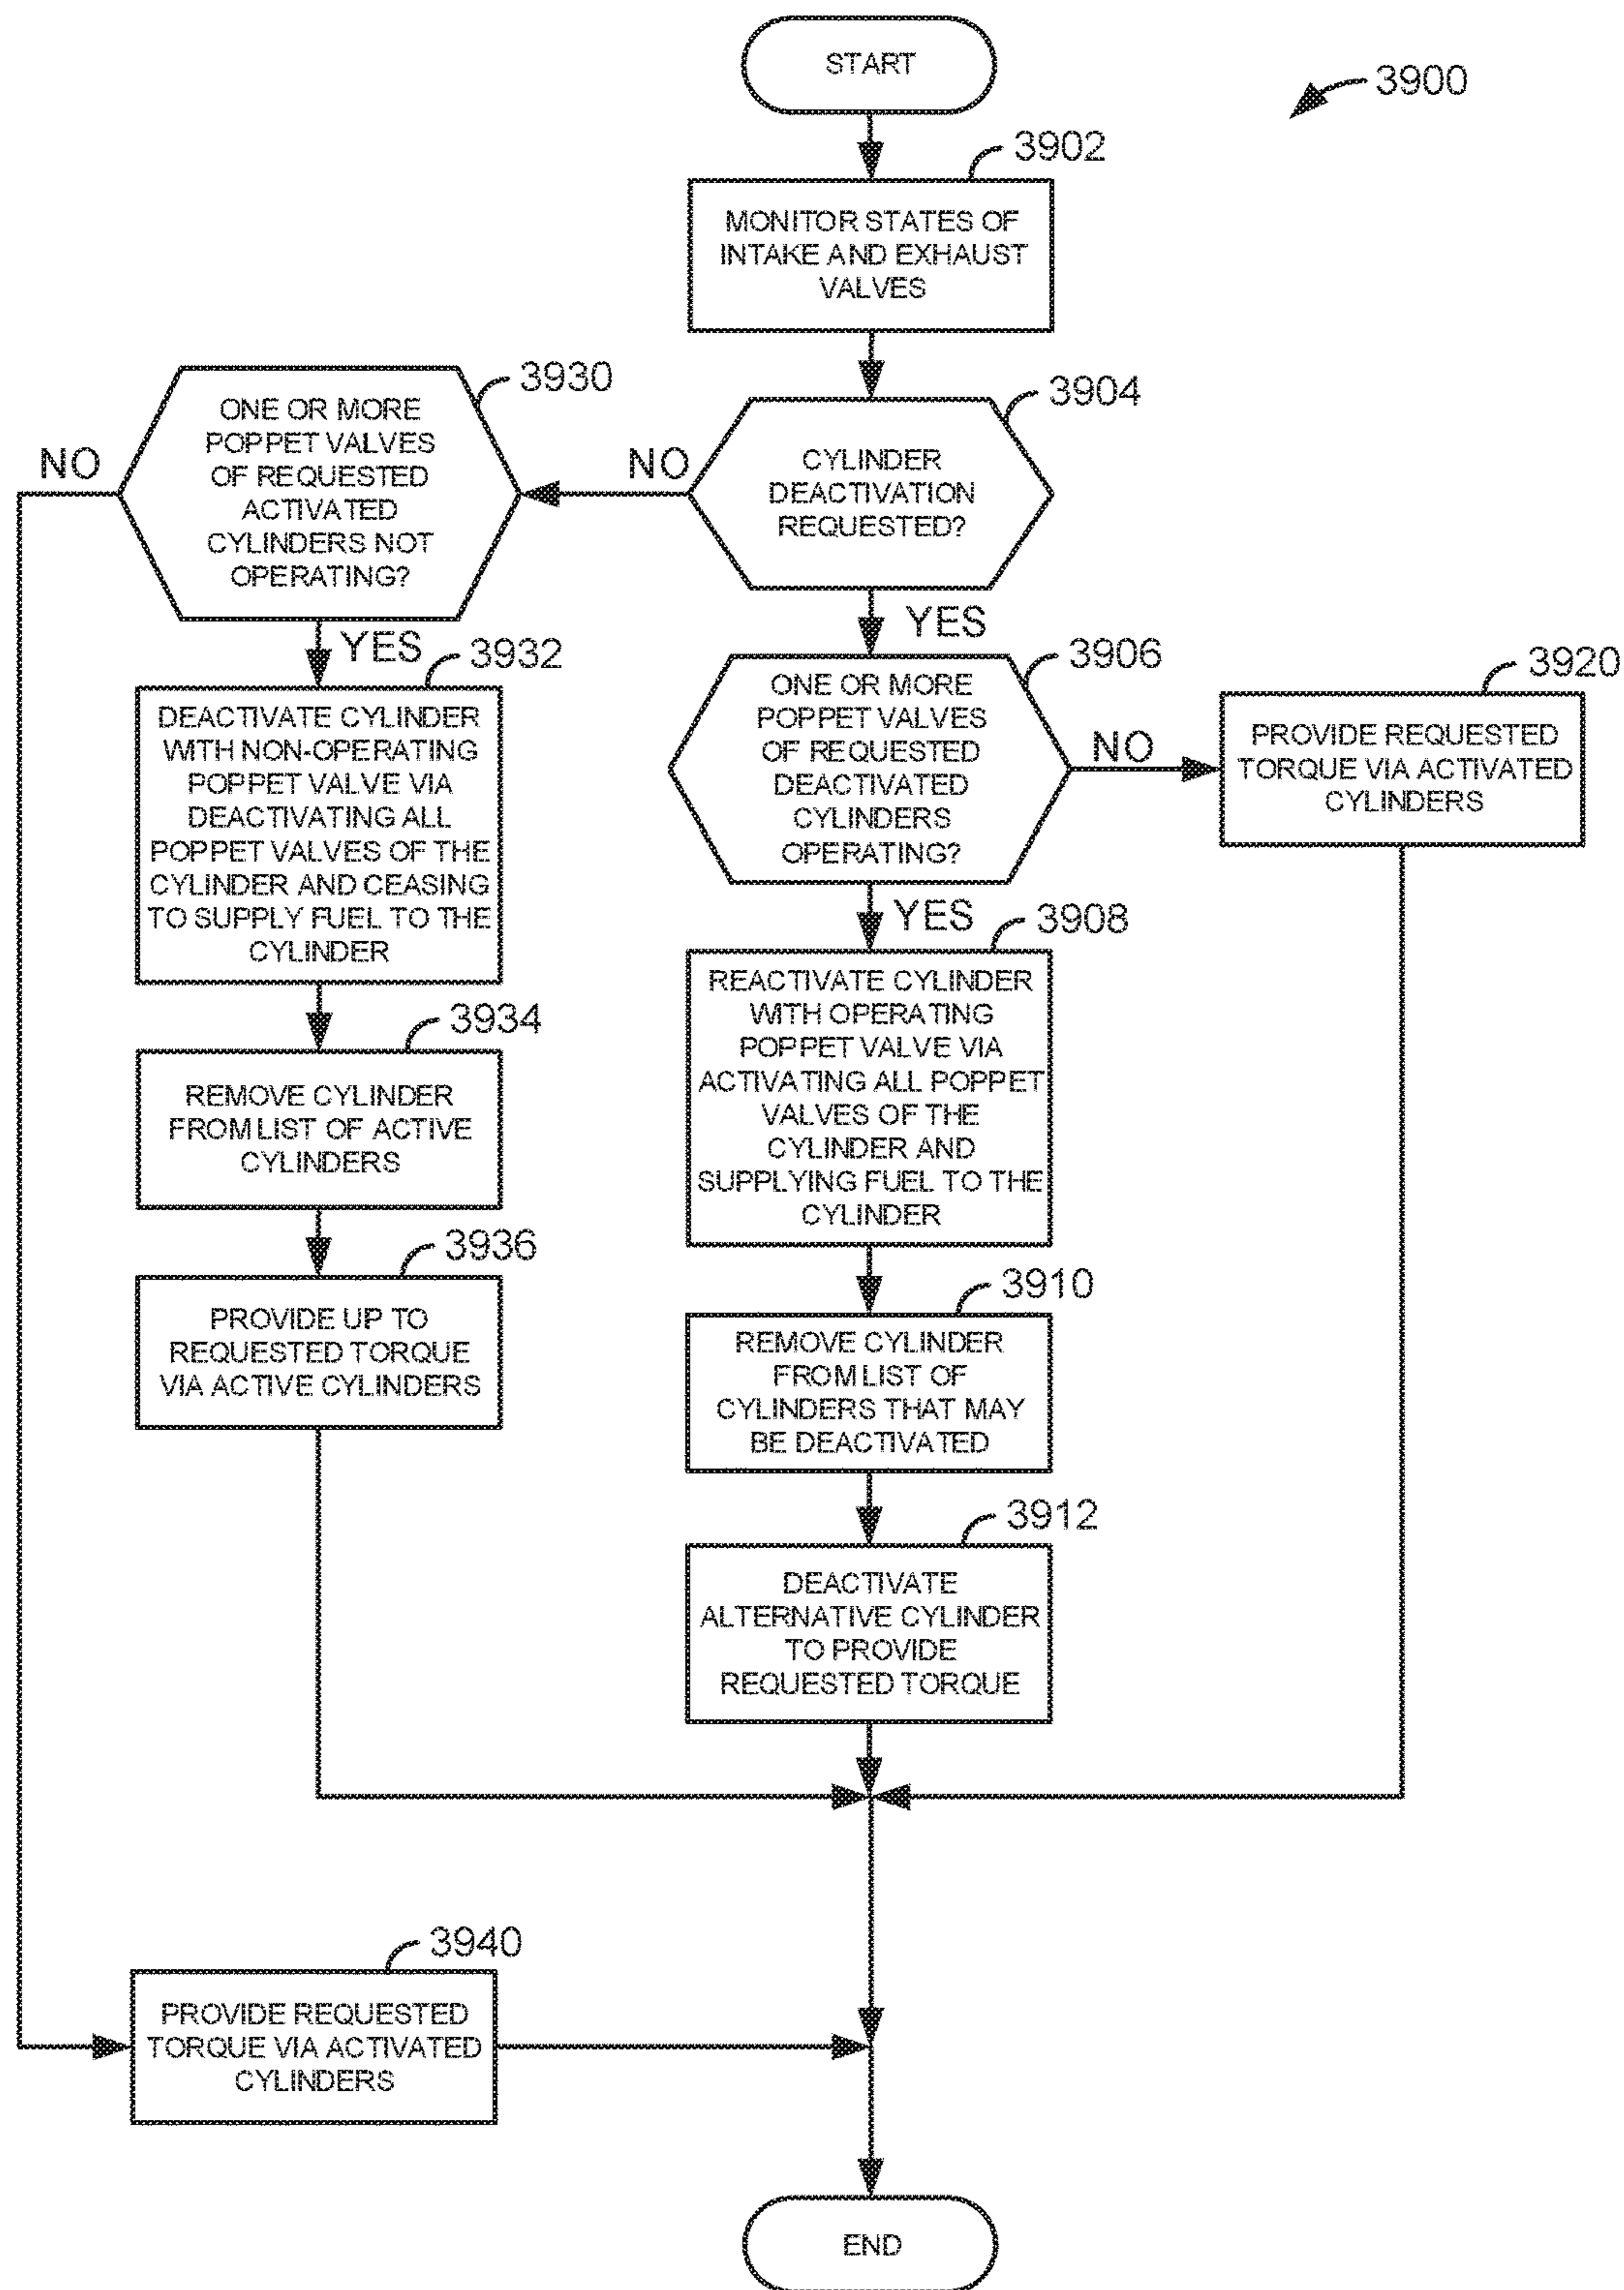 START
3900
3902
MONITOR STATES OF
INTAKE AND EXHAUST
VALVES
3904
CYLINDER
DEACTIVATION
REQUESTED?
NO
YES
3930
ONE OR MORE
POPPET VALVES
OF REQUESTED
ACTIVATED
CYLINDERS NOT
OPERATING?
NO
YES
3906
ONE OR MORE
POPPET VALVES
OF REQUESTED
DEACTIVATED
CYLINDERS
OPERATING?
NO
YES
3920
PROVIDE REQUESTED
TORQUE VIA ACTIVATED
CYLINDERS
3932
DEACTIVATE CYLINDER
WITH NON-OPERATING
POPPET VALVE VIA
DEACTIVATING ALL
POPPET VALVES OF THE
CYLINDER AND CEASING
TO SUPPLY FUEL TO THE
CYLINDER
3908
REACTIVATE CYLINDER
WITH OPERATING
POPPET VALVE VIA
ACTIVATING ALL POPPET
VALVES OF THE
CYLINDER AND
SUPPLYING FUEL TO THE
CYLINDER
3934
REMOVE CYLINDER
FROM LIST OF ACTIVE
CYLINDERS
3936
PROVIDE UP TO
REQUESTED TORQUE
VIA ACTIVE CYLINDERS
3910
REMOVE CYLINDER
FROM LIST OF
CYLINDERS THAT MAY
BE DEACTIVATED
3912
DEACTIVATE
ALTERNATIVE CYLINDER
TO PROVIDE
REQUESTED TORQUE
3940
PROVIDE REQUESTED
TORQUE VIA ACTIVATED
CYLINDERS
END